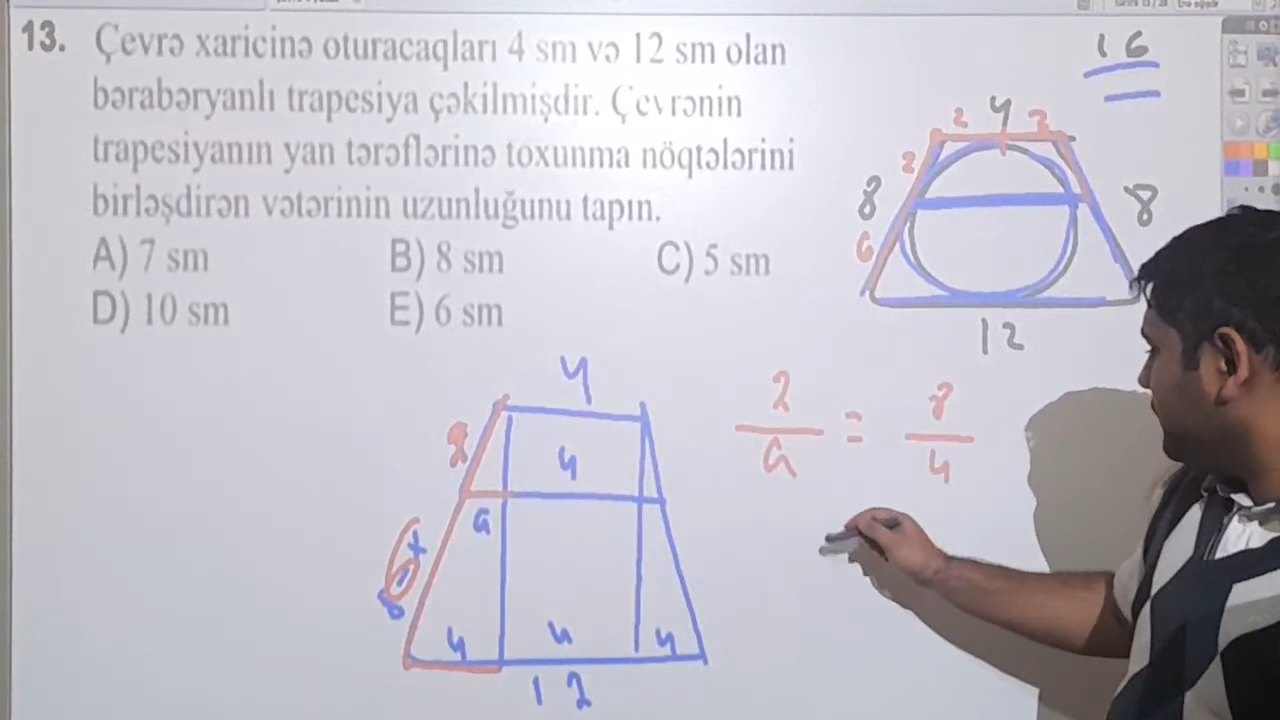 13. Çevrə xaricinə oturacaqları 4 sm və 12 sm olan
bərabəryanlı trapesiya çəkilmişdir. Çevrənin
trapesiyanın yan tərəflərinə toxunma nöqtələrini
birləşdirən vətərinin uzunluğunu tapın.
A) 7 sm B) 8 sm C) 5 sm
D) 10 sm E) 6 sm
16
2 4 2
2
8 8
6
12
4
2 4
a
6
8
4 4 4
12
2/a = 8/4